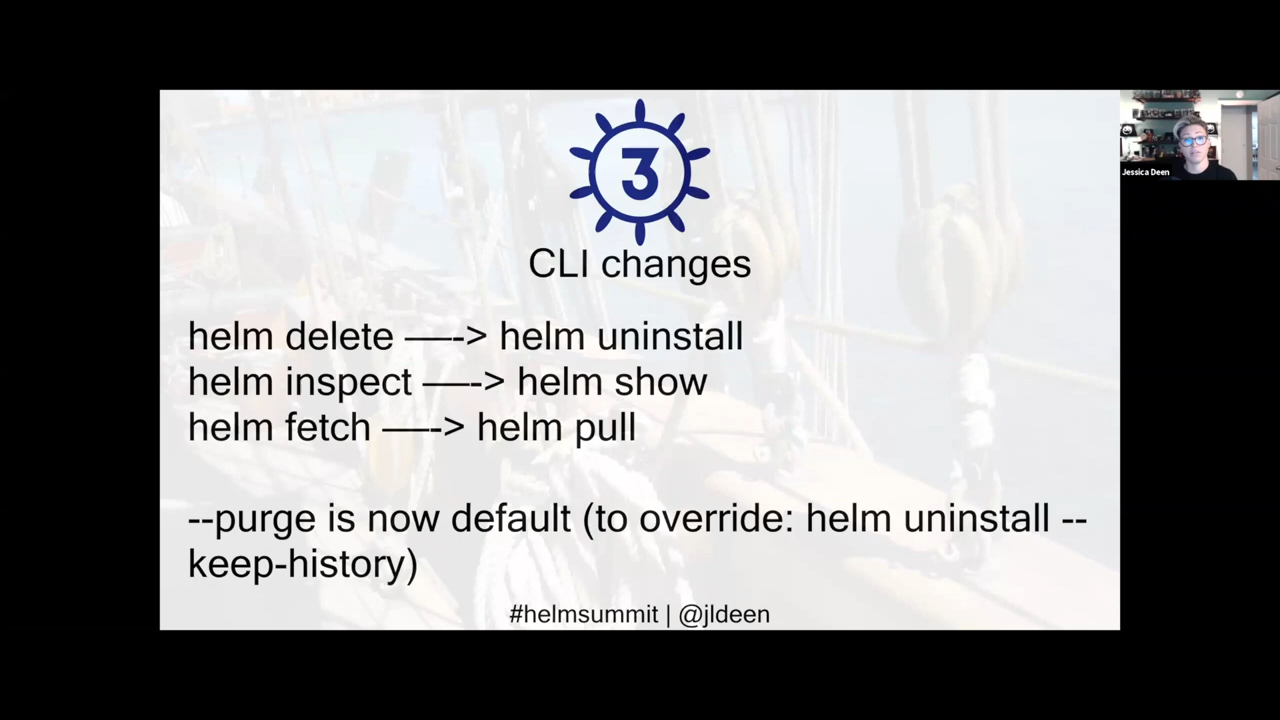 3
Jessica Deen
CLI changes
helm delete ——-> helm uninstall
helm inspect ——-> helm show
helm fetch ——-> helm pull
--purge is now default (to override: helm uninstall --
keep-history)
#helmsummit | @jldeen